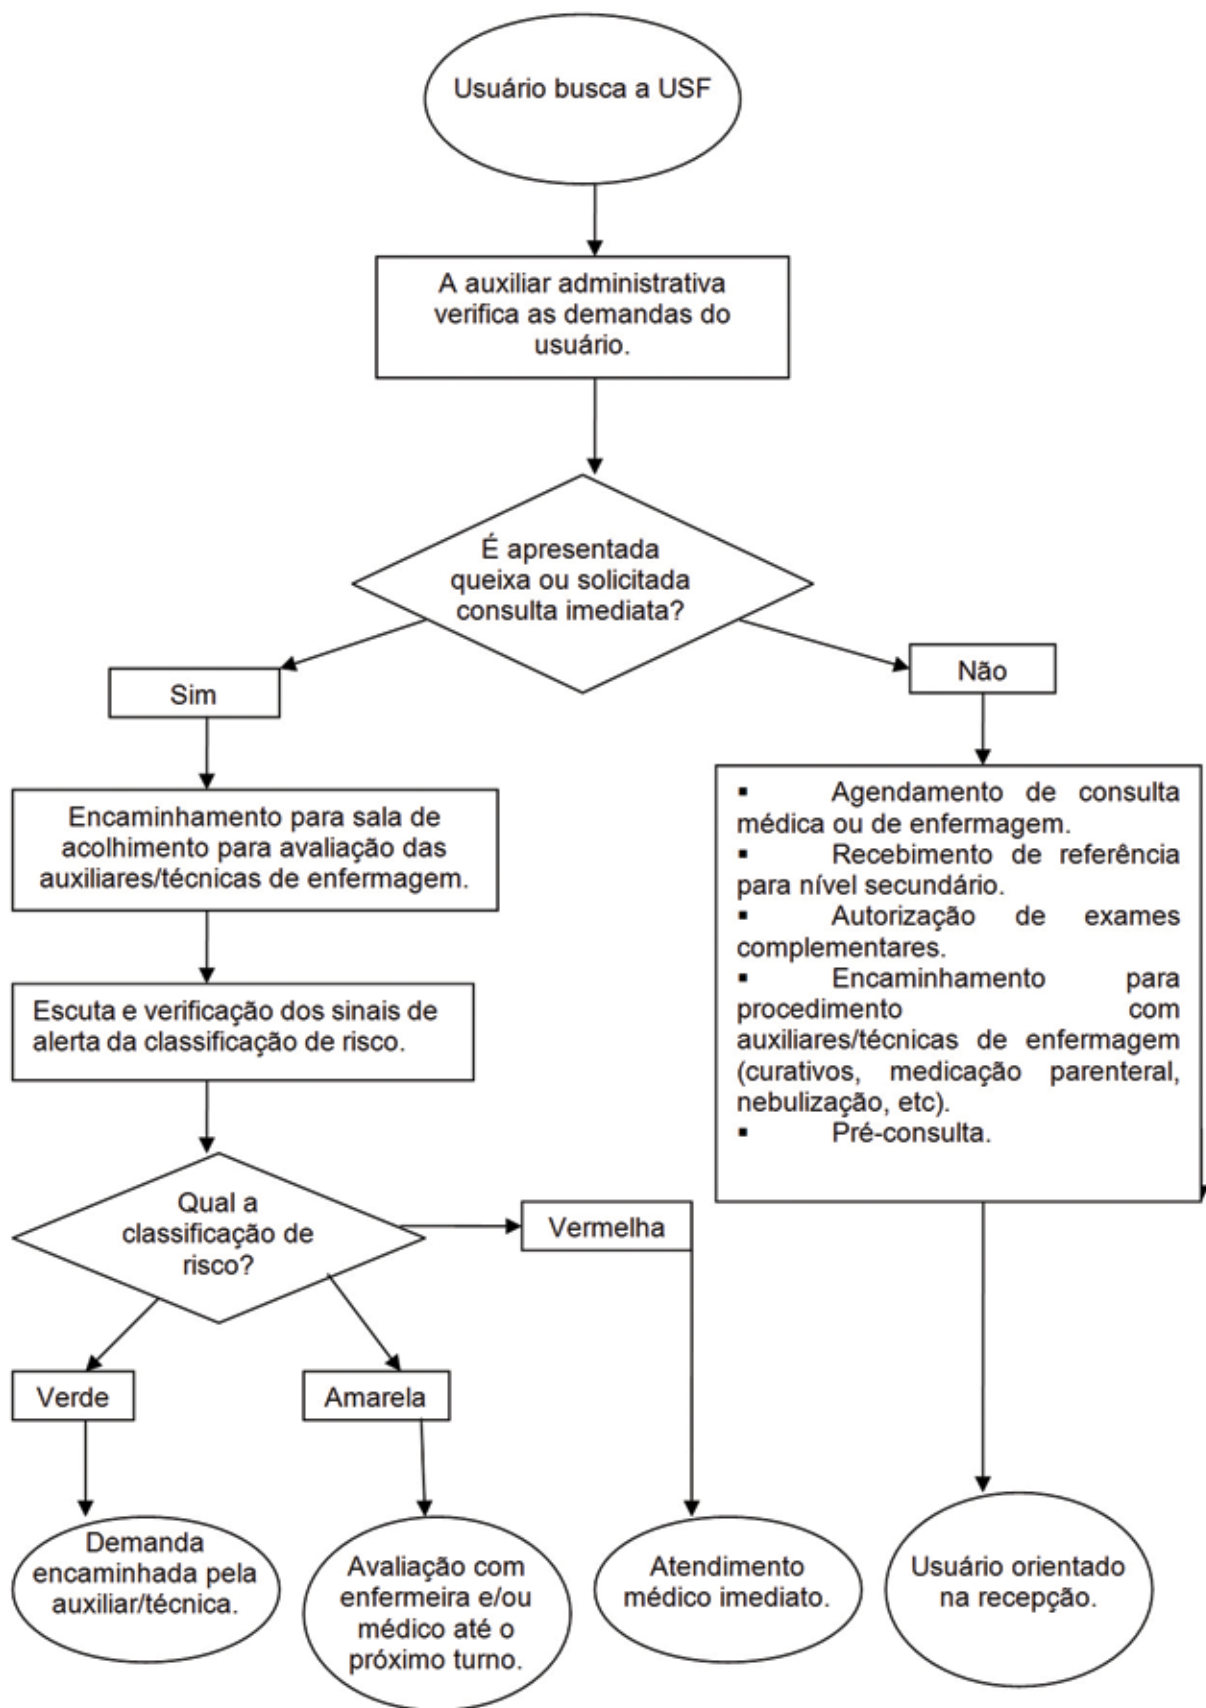 Usuário busca a USF
A auxiliar administrativa
verifica as demandas do
usuário.
É apresentada
queixa ou solicitada
consulta imediata?
Sim
Não
Encaminhamento para sala de
acolhimento para avaliação das
auxiliares/técnicas de enfermagem.
Escuta e verificação dos sinais de
alerta da classificação de risco.
▪ Agendamento de consulta
médica ou de enfermagem.
▪ Recebimento de referência
para nível secundário.
▪ Autorização de exames
complementares.
▪ Encaminhamento para
procedimento com
auxiliares/técnicas de enfermagem
(curativos, medicação parenteral,
nebulização, etc).
▪ Pré-consulta.
Qual a
classificação de
risco?
Vermelha
Verde
Amarela
Demanda
encaminhada pela
auxiliar/técnica.
Avaliação com
enfermeira e/ou
médico até o
próximo turno.
Atendimento
médico imediato.
Usuário orientado
na recepção.